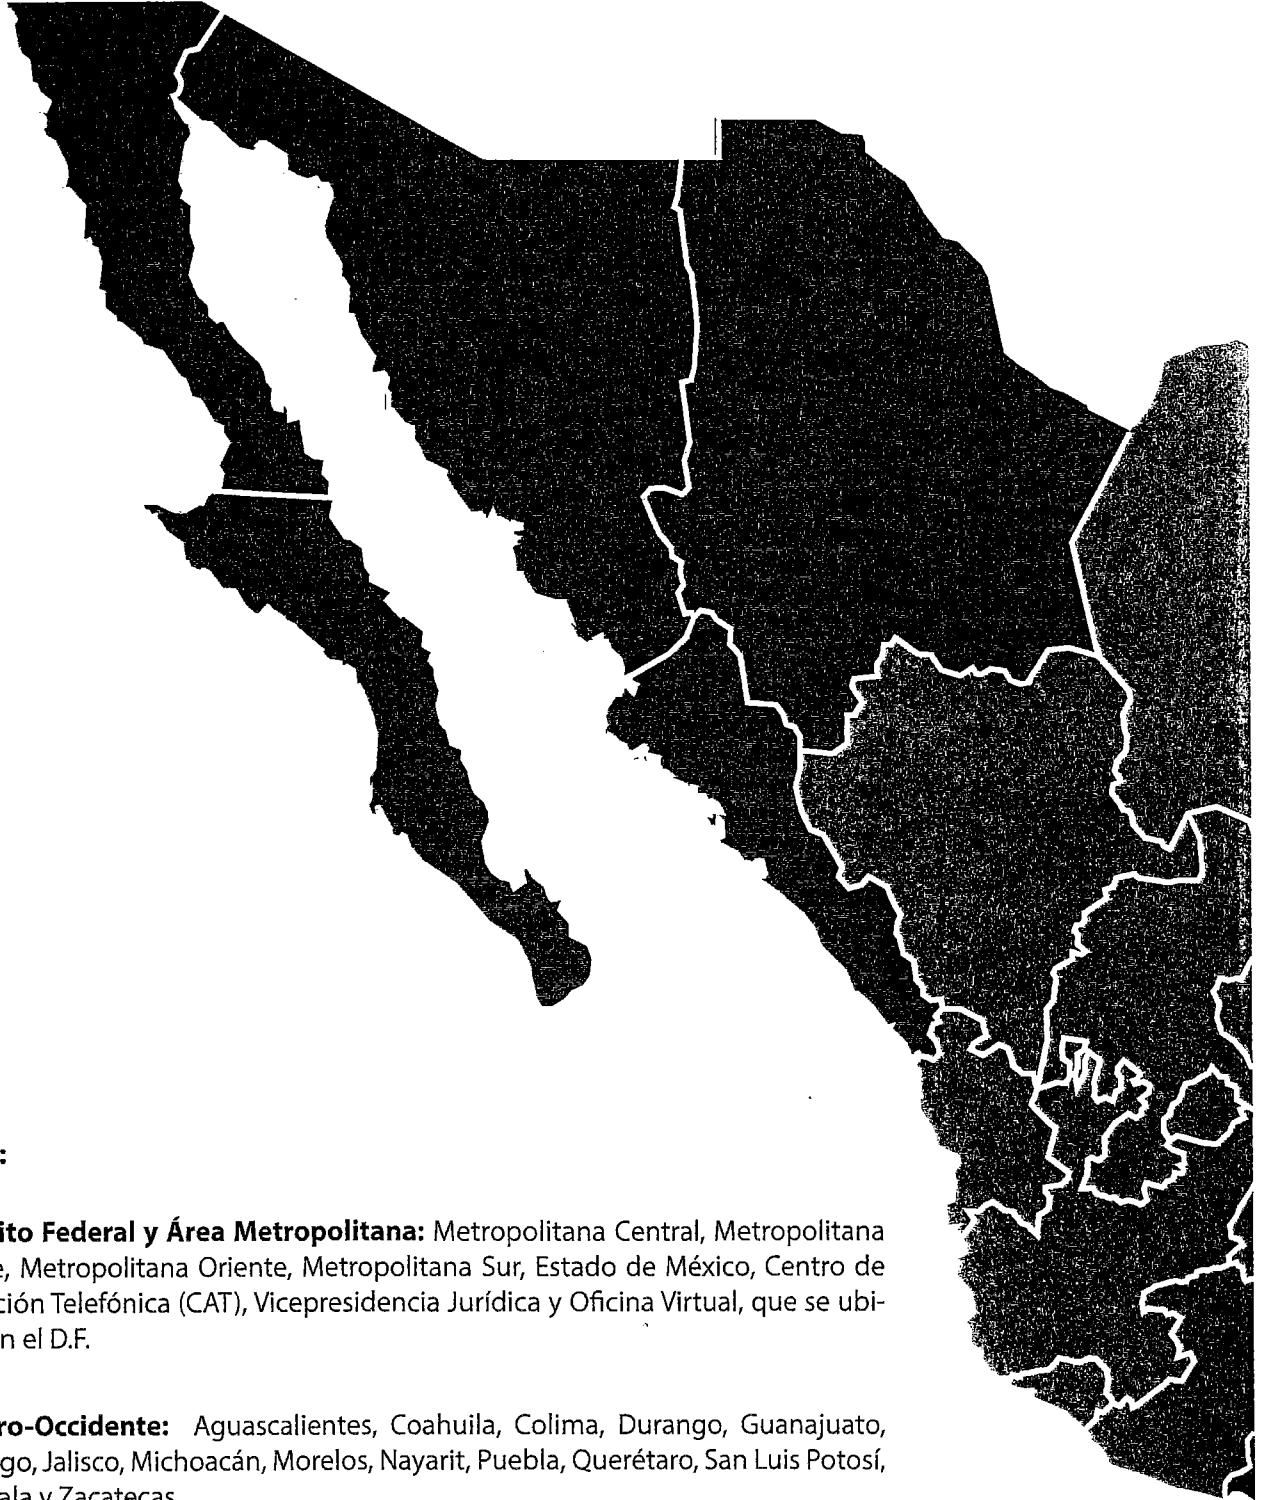 :
ito Federal y Área Metropolitana: Metropolitana Central, Metropolitana
e, Metropolitana Oriente, Metropolitana Sur, Estado de México, Centro de
ción Telefónica (CAT), Vicepresidencia Jurídica y Oficina Virtual, que se ubi-
n el D.F.
ro-Occidente: Aguascalientes, Coahuila, Colima, Durango, Guanajuato,
go, Jalisco, Michoacán, Morelos, Nayarit, Puebla, Querétaro, San Luis Potosí,
ala y Zacatecas